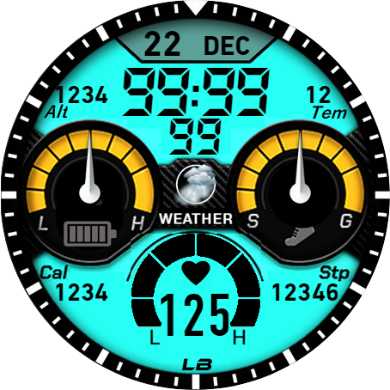 22 DEC
1234 99:99 12
Alt Tem
99
L H S G
WEATHER
Cal Stp
1234 12346
125
L H
LB